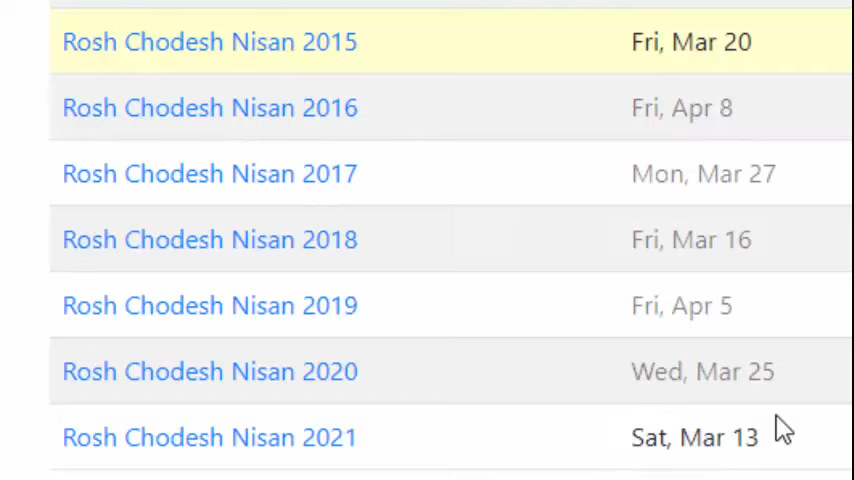 Rosh Chodesh Nisan 2015 Fri, Mar 20
Rosh Chodesh Nisan 2016 Fri, Apr 8
Rosh Chodesh Nisan 2017 Mon, Mar 27
Rosh Chodesh Nisan 2018 Fri, Mar 16
Rosh Chodesh Nisan 2019 Fri, Apr 5
Rosh Chodesh Nisan 2020 Wed, Mar 25
Rosh Chodesh Nisan 2021 Sat, Mar 13